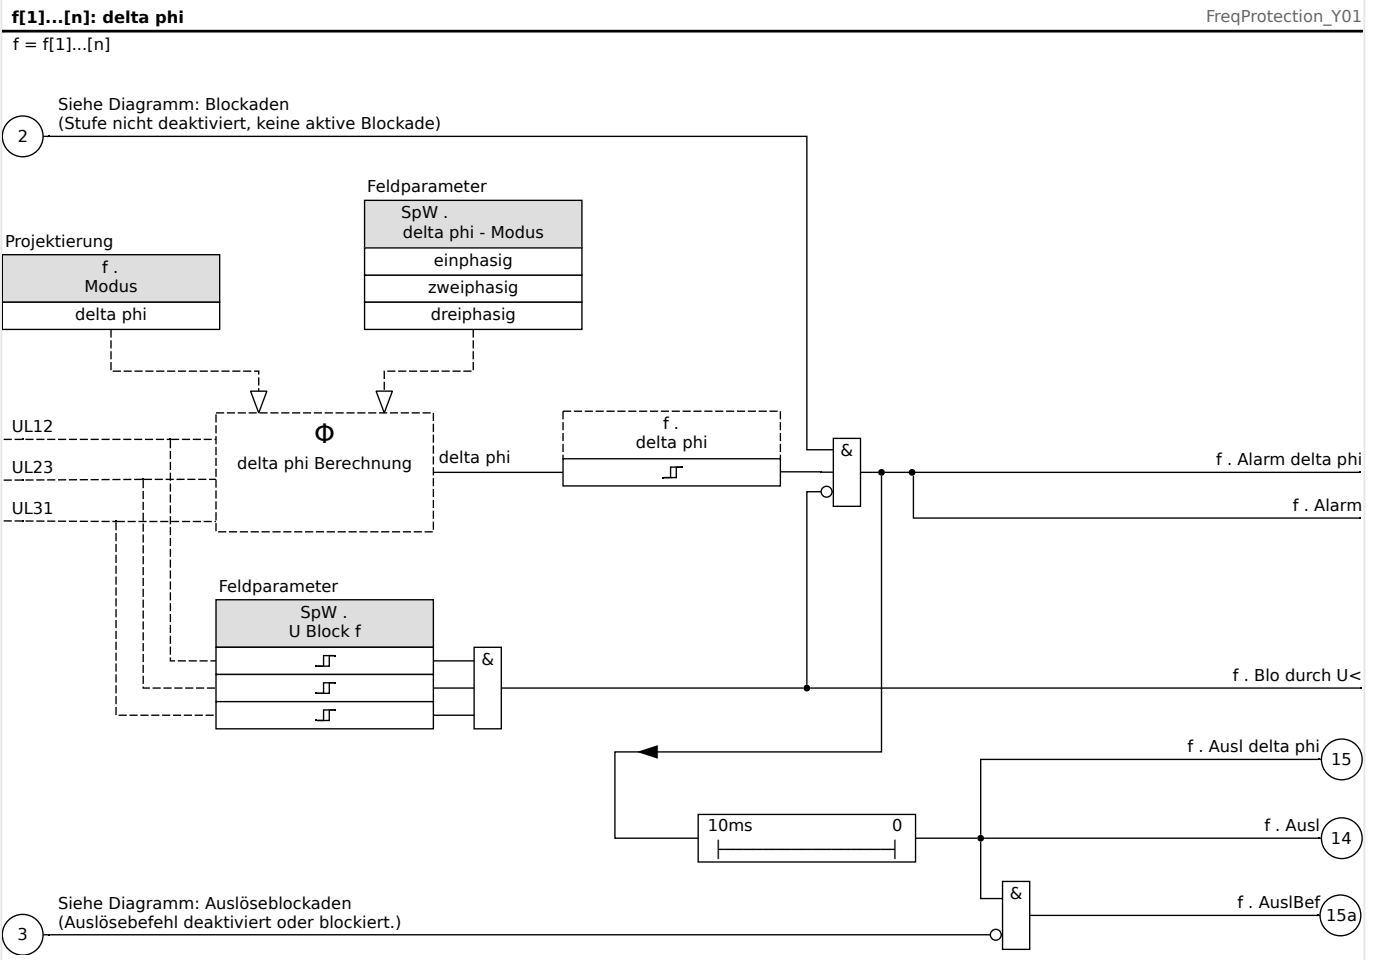 f[1]...[n]: delta phi
FreqProtection_Y01
f = f[1]...[n]
Siehe Diagramm: Blockaden
(Stufe nicht deaktiviert, keine aktive Blockade)
2
Feldparameter
SpW .
delta phi - Modus
einphasig
zweiphasig
dreiphasig
Projektierung
f .
Modus
delta phi
UL12
UL23
UL31
Φ
delta phi Berechnung
delta phi
f .
delta phi
&
f . Alarm delta phi
f . Alarm
Feldparameter
SpW .
U Block f
&
f . Blo durch U<
f . Ausl delta phi
15
10ms
0
f . Ausl
14
&
f . AuslBef
15a
Siehe Diagramm: Auslöseblockaden
(Auslösebefehl deaktiviert oder blockiert.)
3